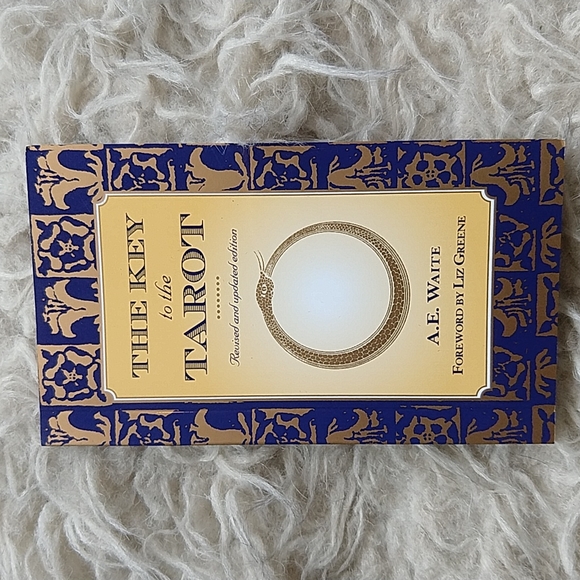 THE KEY
to the
TAROT
Revised and updated edition
A.E. WAITE
FOREWORD BY LIZ GREENE